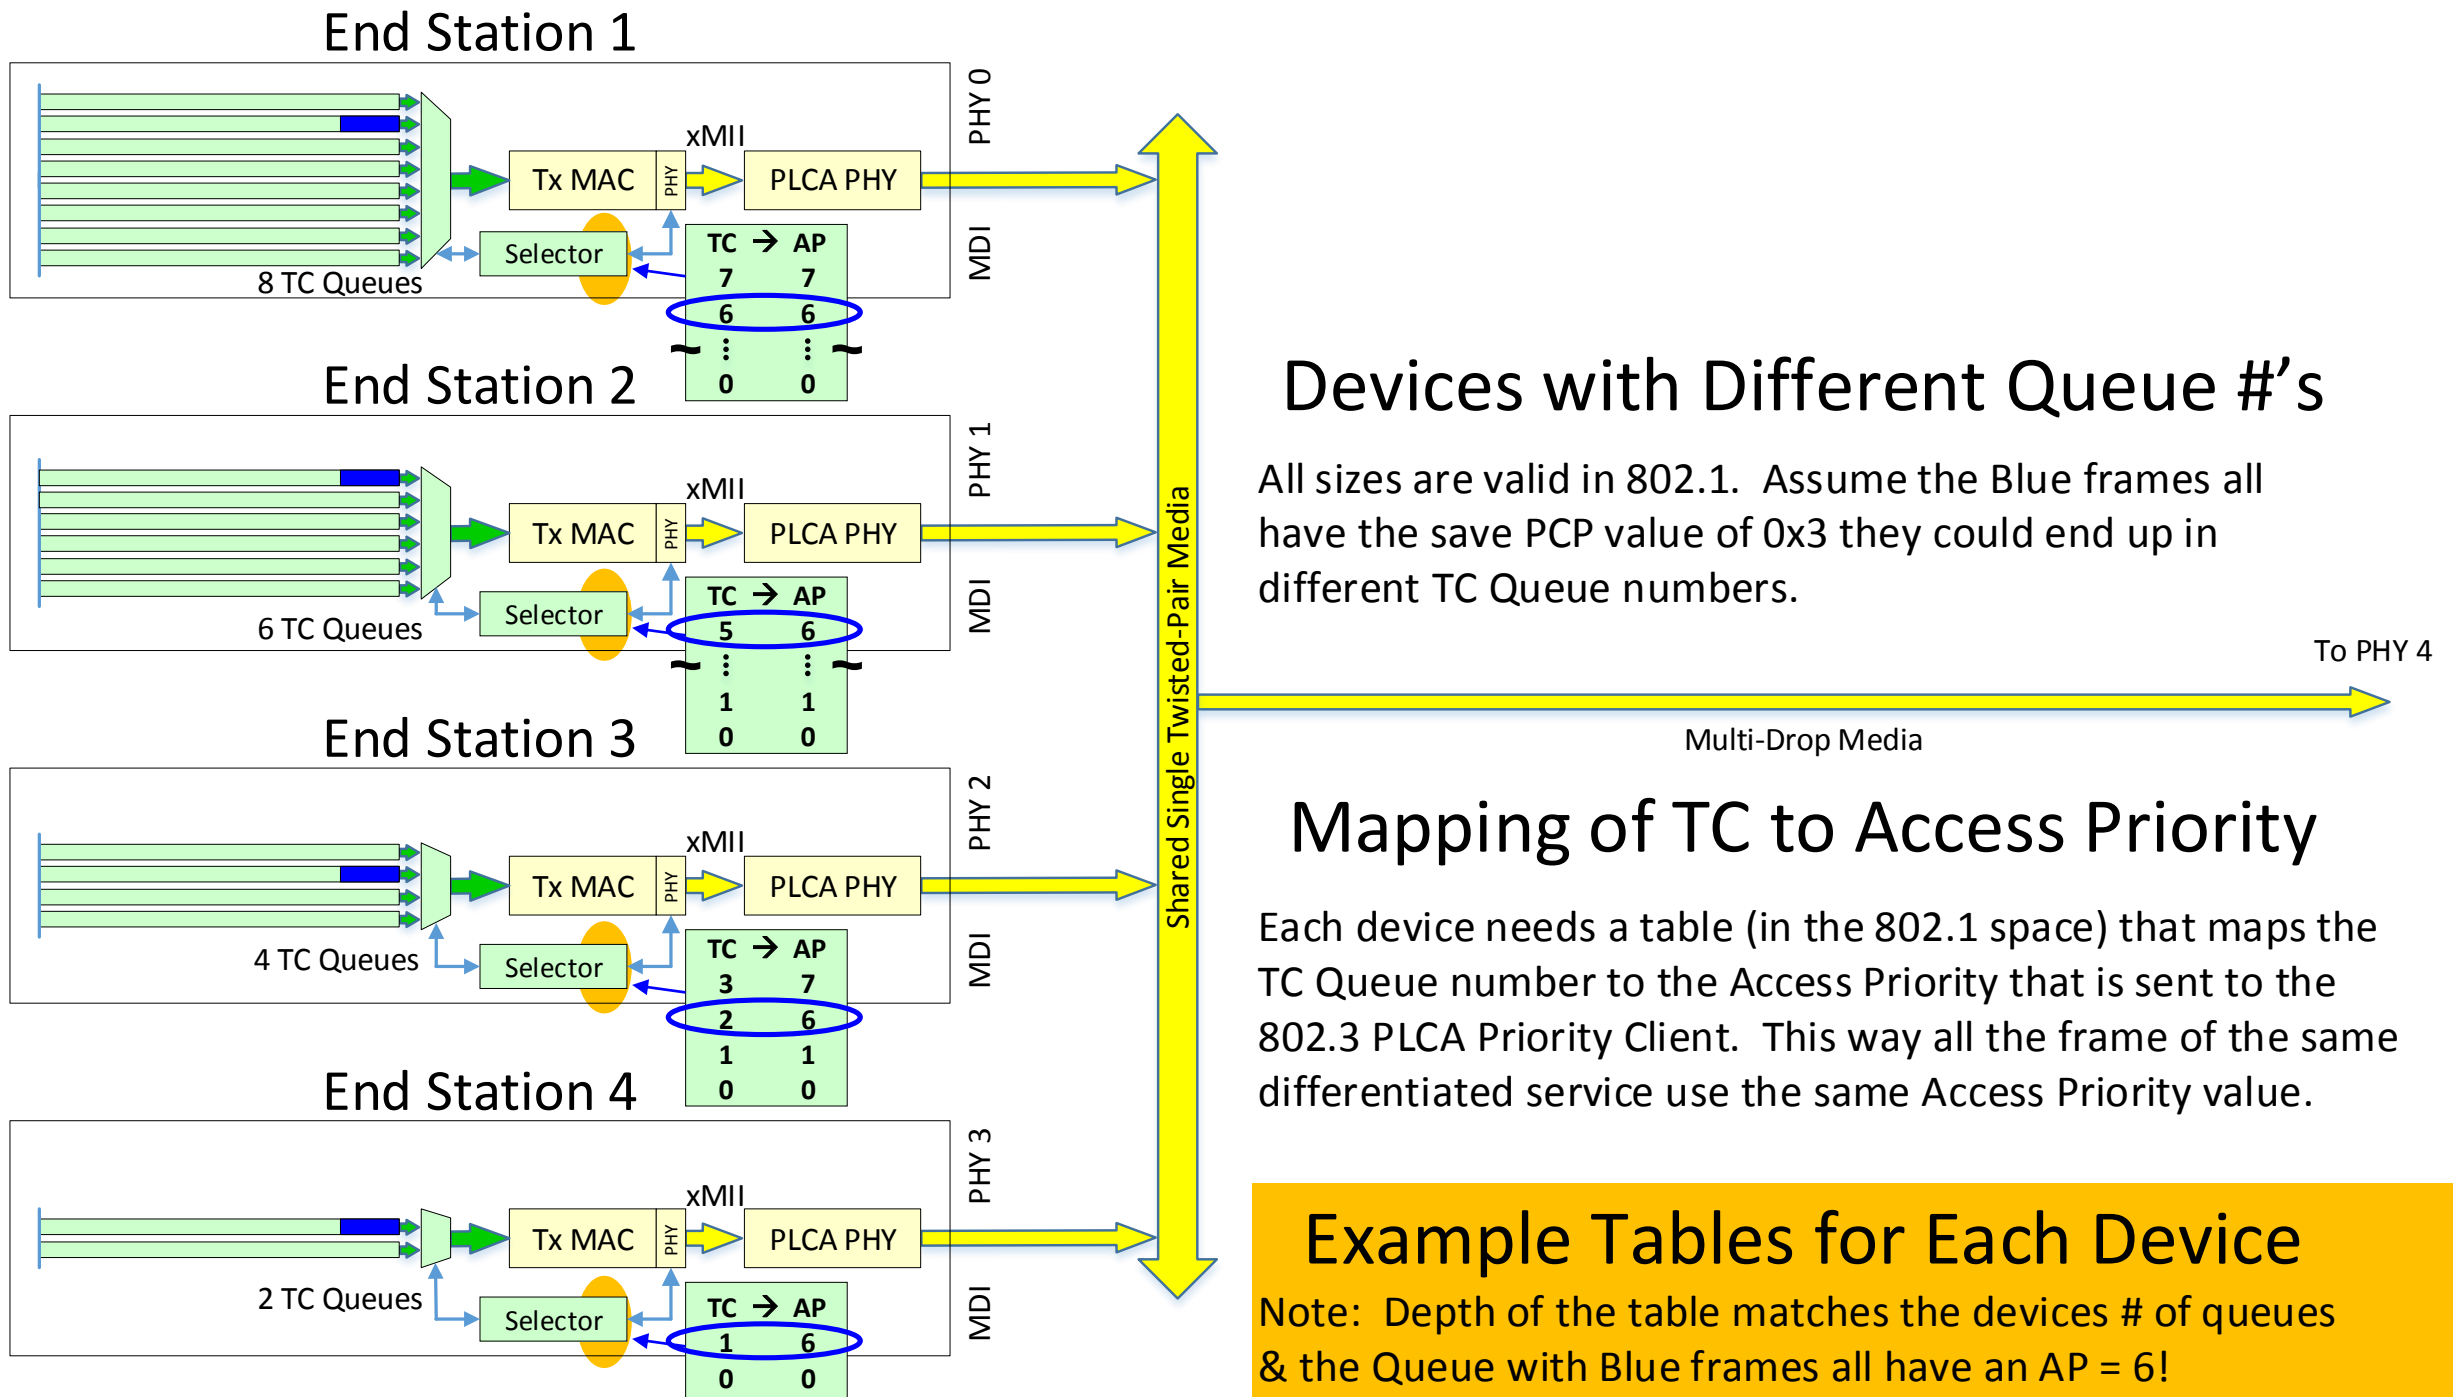 End Station 1
PHY 0
xMII
Tx MAC
PHY
PLCA PHY
Selector
8 TC Queues
MDI
TC → AP
7 7
6 6
~ ⋮ ⋮ ~
0 0
End Station 2
PHY 1
xMII
Tx MAC
PHY
PLCA PHY
Selector
6 TC Queues
MDI
TC → AP
5 6
~ ⋮ ⋮ ~
1 1
0 0
End Station 3
PHY 2
xMII
Tx MAC
PHY
PLCA PHY
Selector
4 TC Queues
MDI
TC → AP
3 7
2 6
1 1
0 0
End Station 4
PHY 3
xMII
Tx MAC
PHY
PLCA PHY
Selector
2 TC Queues
MDI
TC → AP
1 6
0 0
Shared Single Twisted-Pair Media
Devices with Different Queue #’s
All sizes are valid in 802.1. Assume the Blue frames all
have the save PCP value of 0x3 they could end up in
different TC Queue numbers.
To PHY 4
Multi-Drop Media
Mapping of TC to Access Priority
Each device needs a table (in the 802.1 space) that maps the
TC Queue number to the Access Priority that is sent to the
802.3 PLCA Priority Client. This way all the frame of the same
differentiated service use the same Access Priority value.
Example Tables for Each Device
Note: Depth of the table matches the devices # of queues
& the Queue with Blue frames all have an AP = 6!